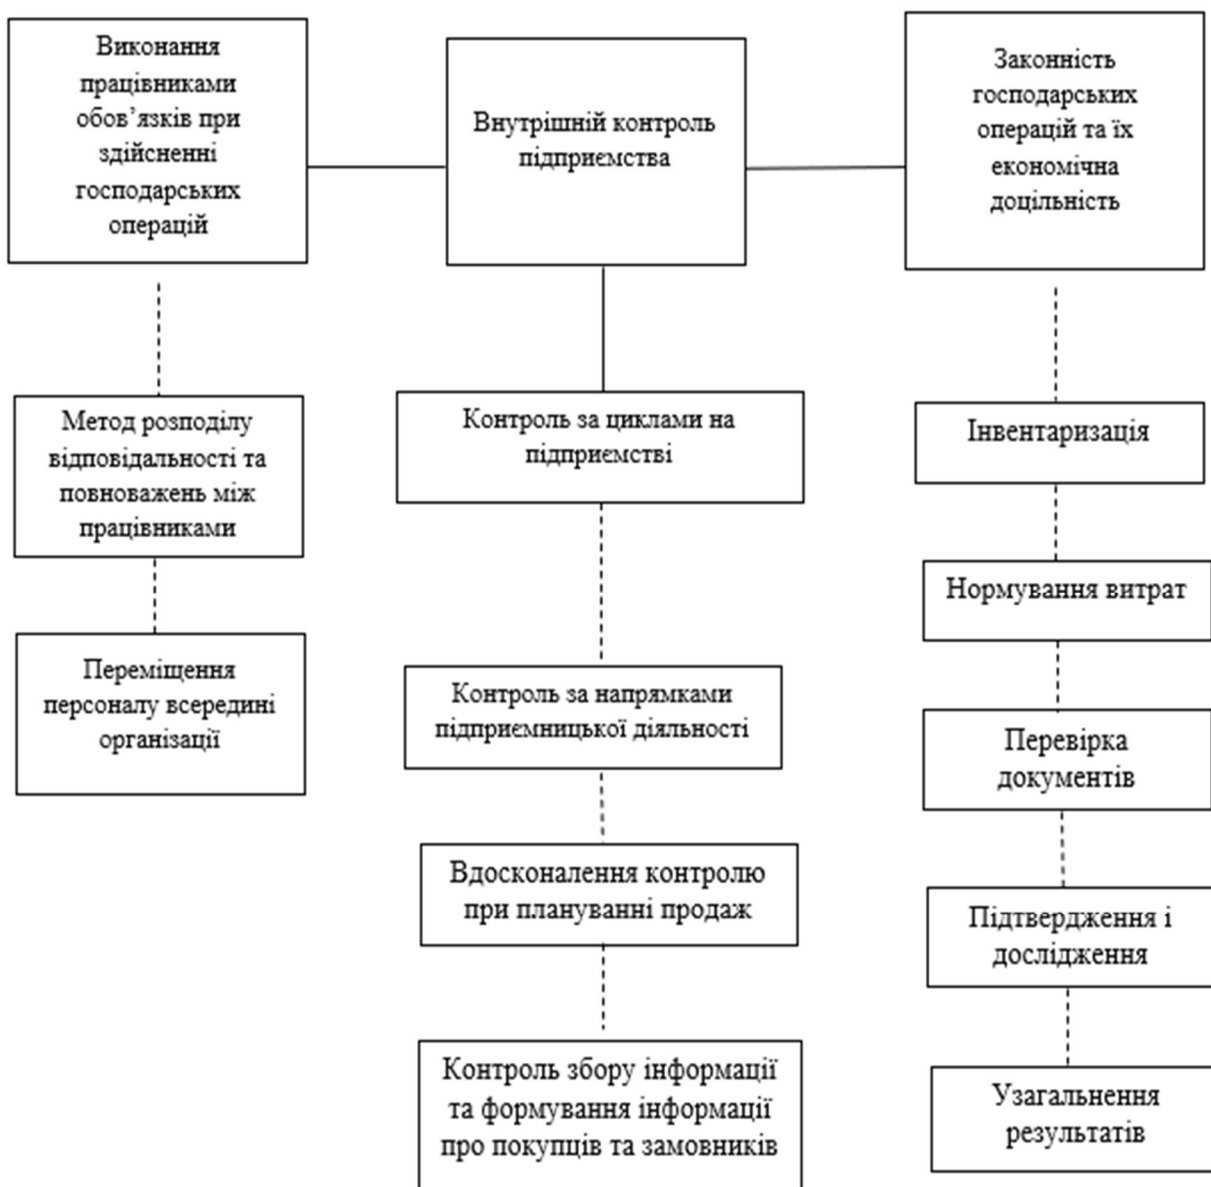 Виконання
працівниками
обов’язків при
здійсненні
господарських
операцій
Внутрішній контроль
підприємства
Законність
господарських
операцій та їх
економічна
доцільність
Метод розподілу
відповідальності та
повноважень між
працівниками
Переміщення
персоналу всередині
організації
Контроль за циклами на
підприємстві
Контроль за напрямками
підприємницької діяльності
Вдосконалення контролю
при плануванні продаж
Контроль збору інформації
та формування інформації
про покупців та замовників
Інвентаризація
Нормування витрат
Перевірка
документів
Підтвердження і
дослідження
Узагальнення
результатів